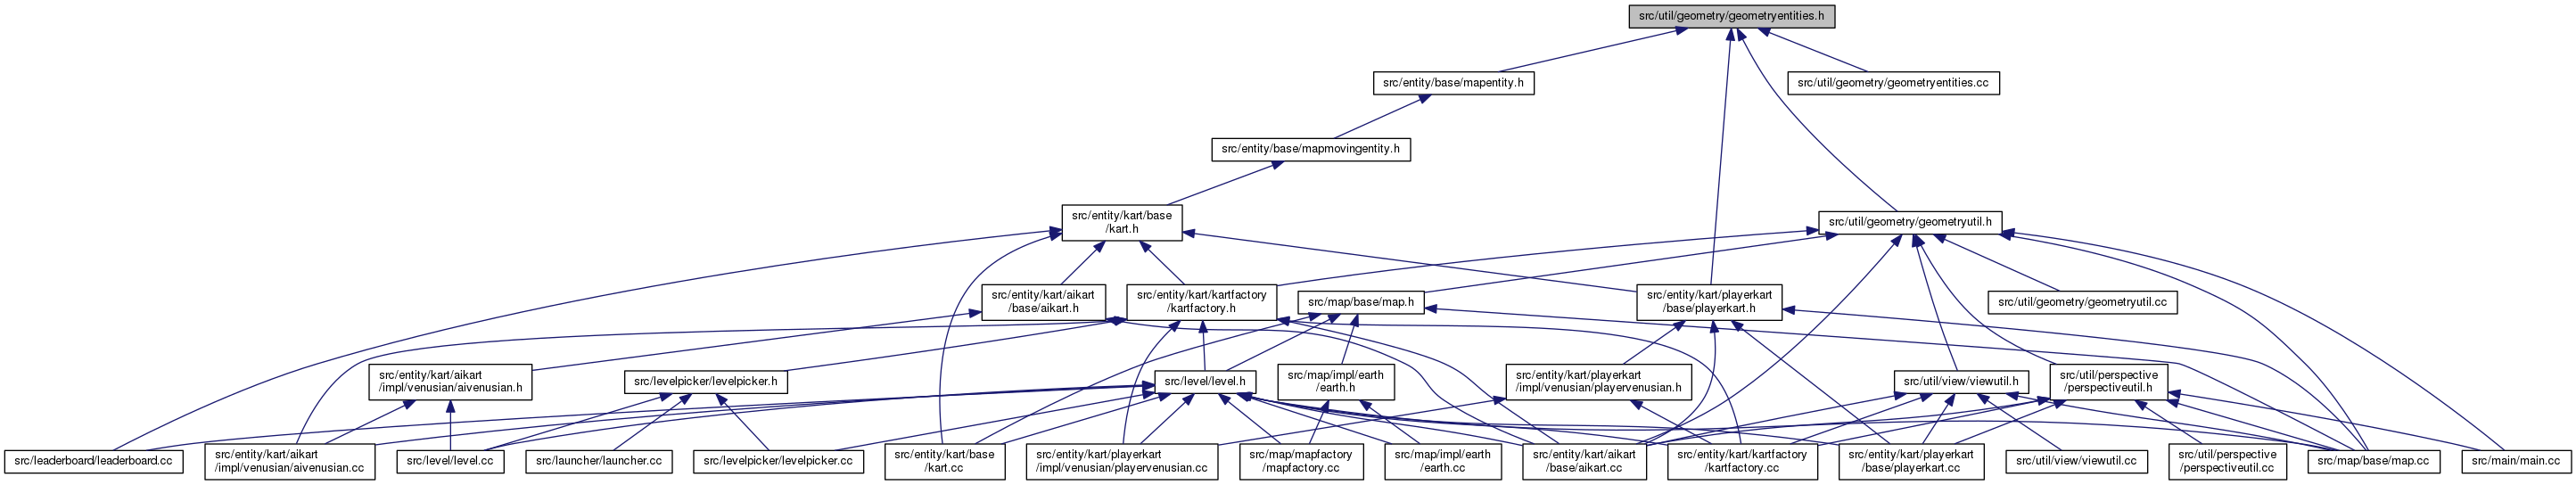 src/util/geometry/geometryentities.h
src/entity/base/mapentity.h
src/util/geometry/geometryentities.cc
src/entity/base/mapmovingentity.h
src/entity/kart/base
/kart.h
src/util/geometry/geometryutil.h
src/entity/kart/aikart
/base/aikart.h
src/entity/kart/kartfactory
/kartfactory.h
src/map/base/map.h
src/entity/kart/playerkart
/base/playerkart.h
src/util/geometry/geometryutil.cc
src/entity/kart/aikart
/impl/venusian/aivenusian.h
src/levelpicker/levelpicker.h
src/level/level.h
src/map/impl/earth
/earth.h
src/entity/kart/playerkart
/impl/venusian/playervenusian.h
src/util/view/viewutil.h
src/util/perspective
/perspectiveutil.h
src/leaderboard/leaderboard.cc
src/entity/kart/aikart
/impl/venusian/aivenusian.cc
src/level/level.cc
src/launcher/launcher.cc
src/levelpicker/levelpicker.cc
src/entity/kart/base
/kart.cc
src/entity/kart/playerkart
/impl/venusian/playervenusian.cc
src/map/mapfactory
/mapfactory.cc
src/map/impl/earth
/earth.cc
src/entity/kart/aikart
/base/aikart.cc
src/entity/kart/kartfactory
/kartfactory.cc
src/entity/kart/playerkart
/base/playerkart.cc
src/util/view/viewutil.cc
src/util/perspective
/perspectiveutil.cc
src/map/base/map.cc
src/main/main.cc